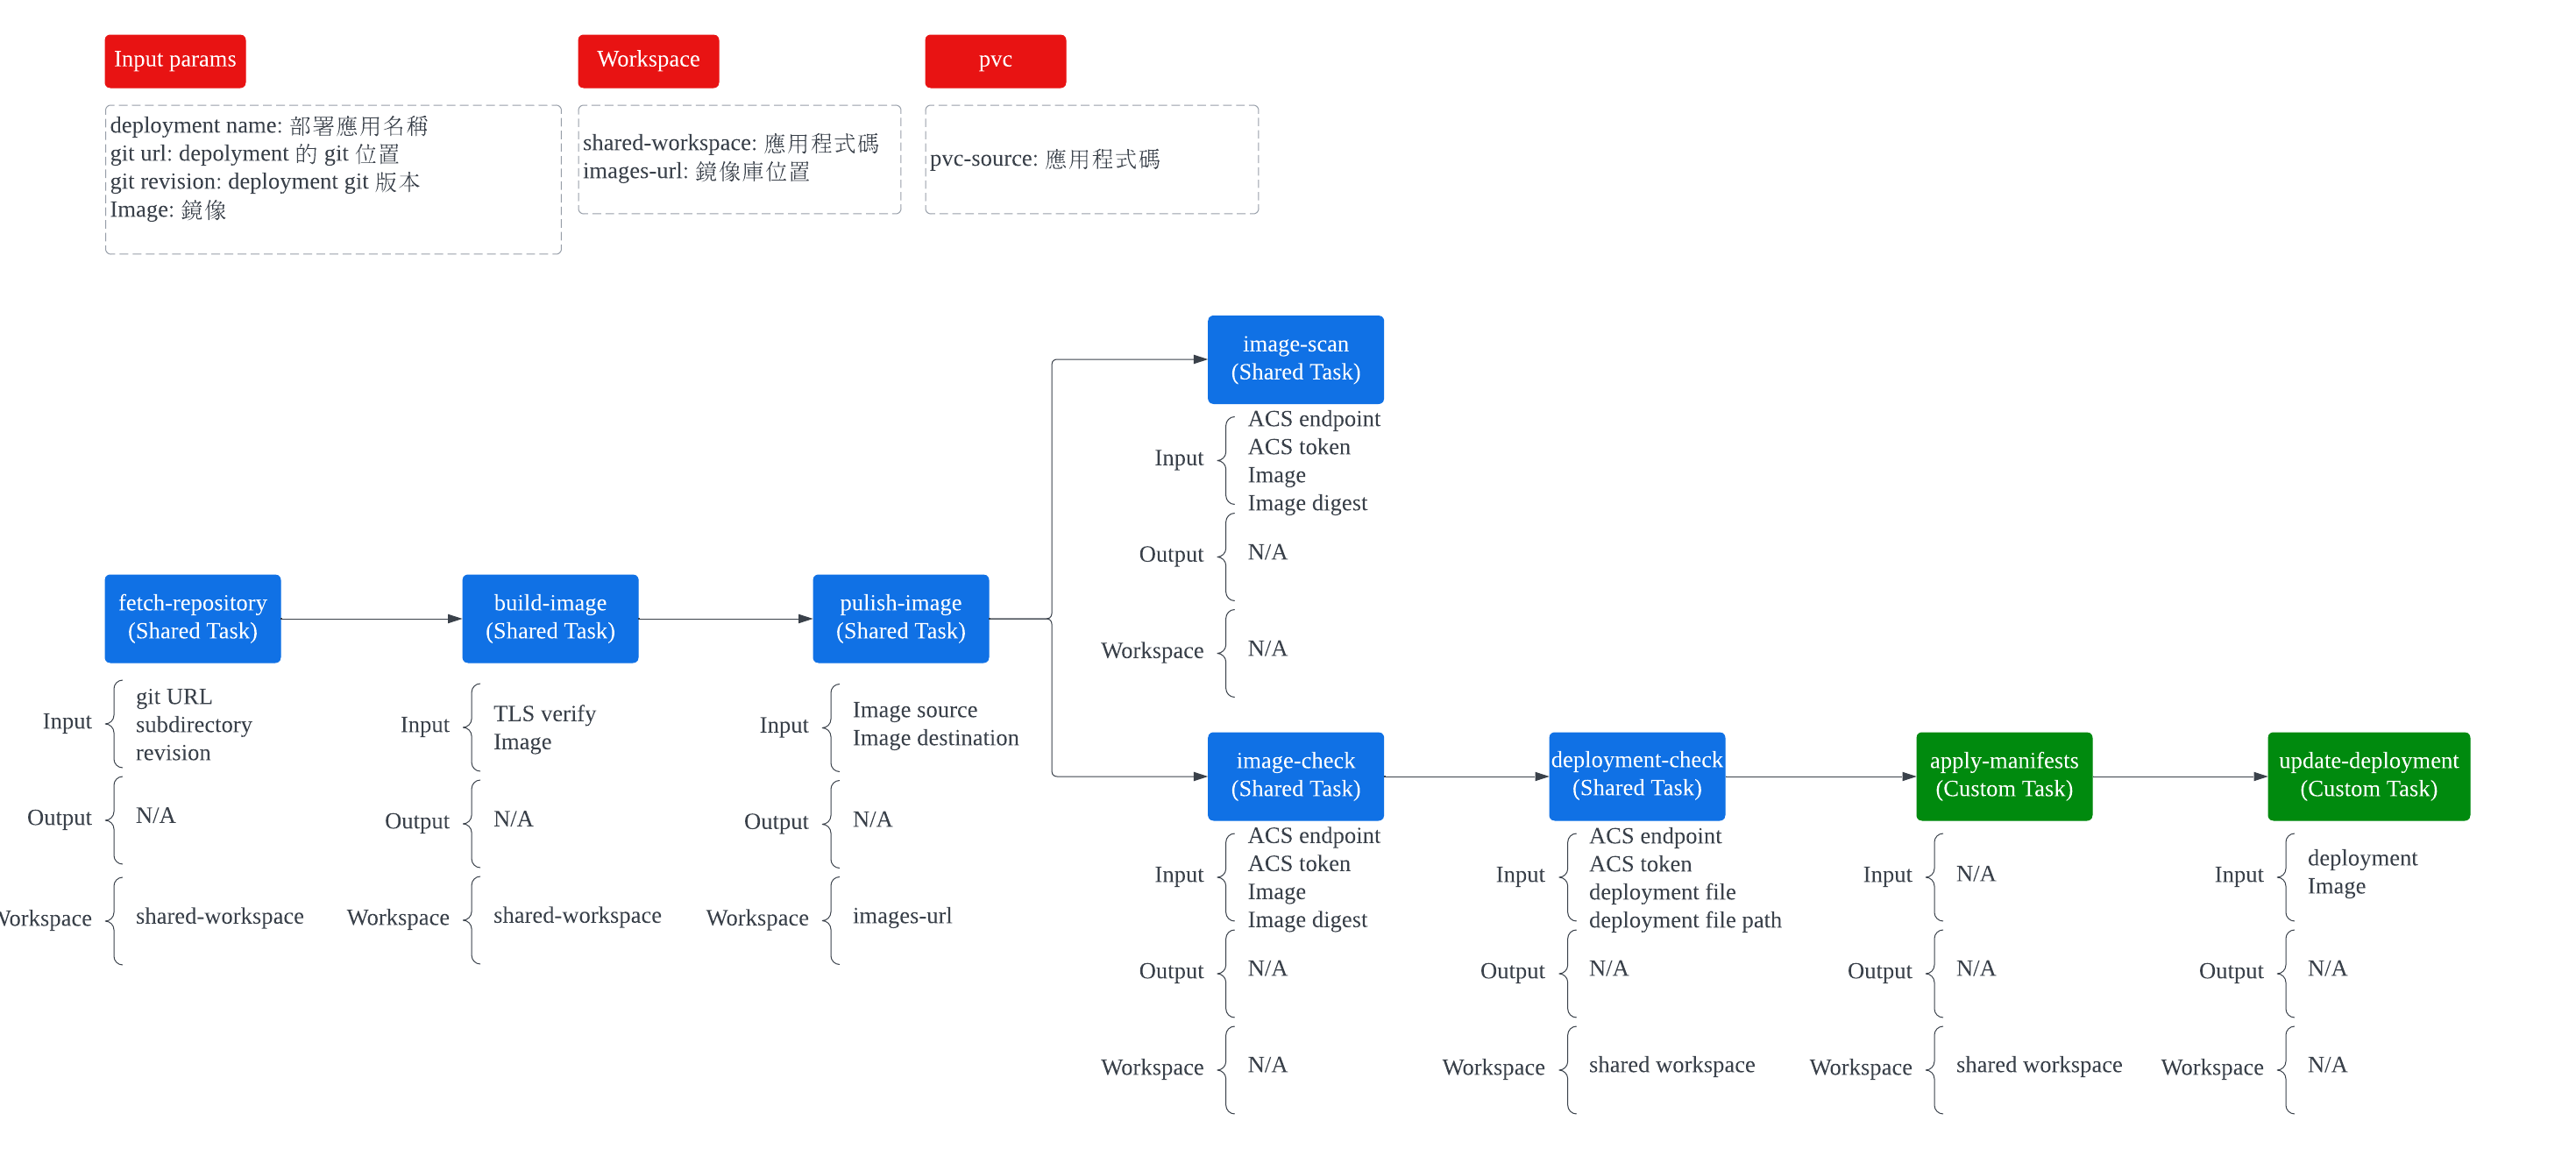 Input params
deployment name: 部署應用名稱
git url: depolyment 的 git 位置
git revision: deployment git 版本
Image: 鏡像
Workspace
shared-workspace: 應用程式碼
images-url: 鏡像庫位置
pvc
pvc-source: 應用程式碼
fetch-repository
(Shared Task)
Input
git URL
subdirectory
revision
Output
N/A
Workspace
shared-workspace
build-image
(Shared Task)
Input
TLS verify
Image
Output
N/A
Workspace
shared-workspace
pulish-image
(Shared Task)
Input
Image source
Image destination
Output
N/A
Workspace
images-url
image-scan
(Shared Task)
Input
ACS endpoint
ACS token
Image
Image digest
Output
N/A
Workspace
N/A
image-check
(Shared Task)
Input
ACS endpoint
ACS token
Image
Image digest
Output
N/A
Workspace
N/A
deployment-check
(Shared Task)
Input
ACS endpoint
ACS token
deployment file
deployment file path
Output
N/A
Workspace
shared workspace
apply-manifests
(Custom Task)
Input
N/A
Output
N/A
Workspace
shared workspace
update-deployment
(Custom Task)
Input
deployment
Image
Output
N/A
Workspace
N/A